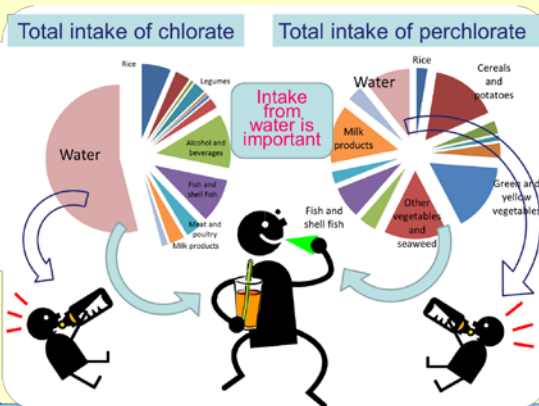 Total intake of chlorate
Total intake of perchlorate
Rice
Legumes
Water
Alcohol and
beverages
Fish and
shell fish
Meat and
poultry
Milk products
Intake
from
water is
important
Rice
Water
Cereals
and
potatoes
Milk
products
Green and
yellow
vegetables
Other
vegetables
and
seaweed
Fish and
shell fish